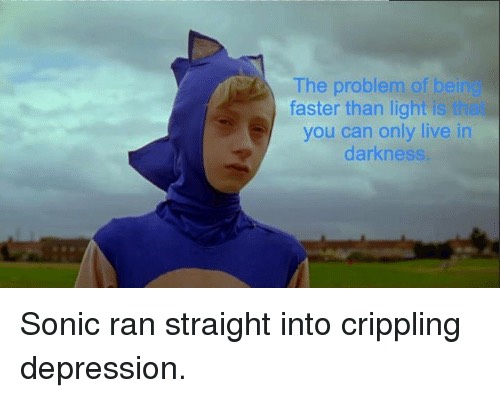 The problem of being
faster than light is that
you can only live in
darkness.
Sonic ran straight into crippling
depression.